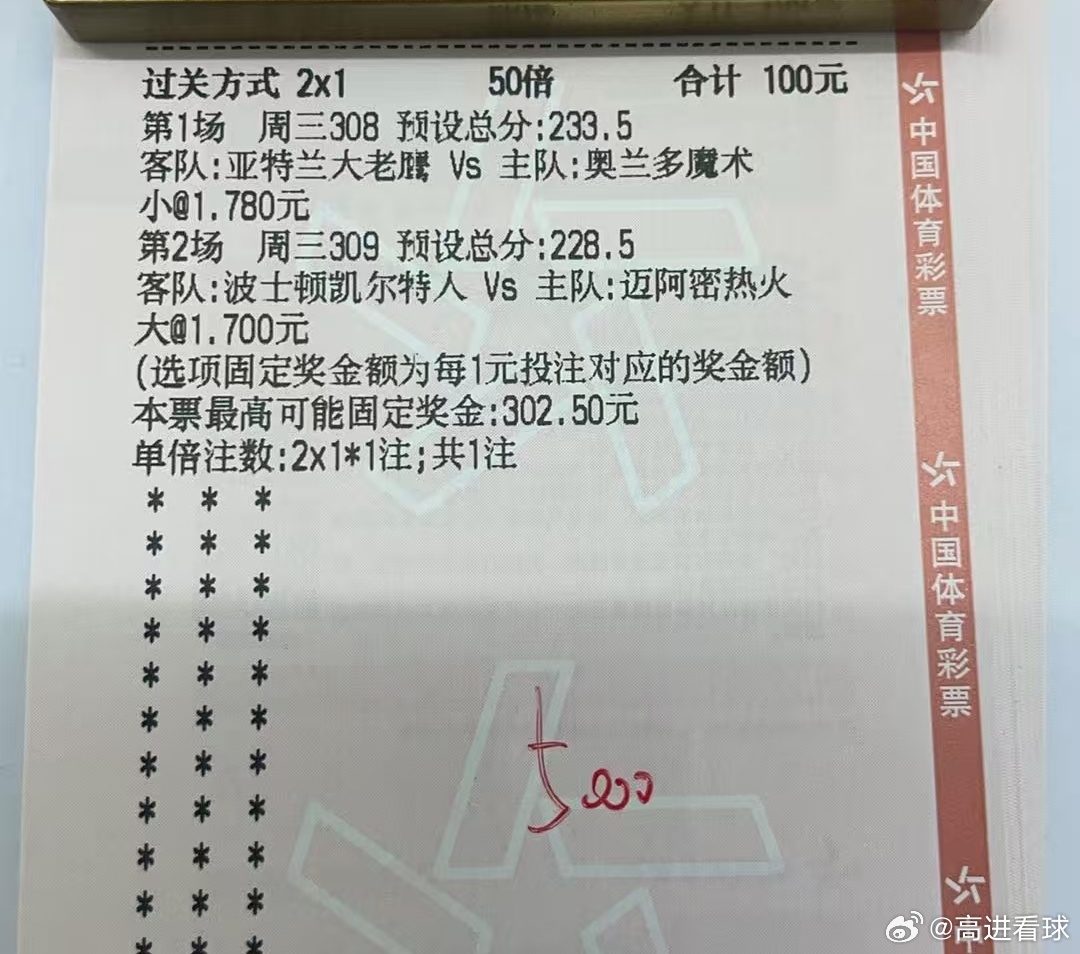 过关方式 2x1 50倍 合计 100元
第1场 周三308 预设总分:233.5
客队:亚特兰大老鹰 Vs 主队:奥兰多魔术
小@1.780元
第2场 周三309 预设总分:228.5
客队:波士顿凯尔特人 Vs 主队:迈阿密热火
大@1.700元
(选项固定奖金额为每1元投注对应的奖金额)
本票最高可能固定奖金:302.50元
单倍注数:2x1*1注;共1注
* * *
* * *
* * *
* * *
* * *
* * *
* * *
* * *
* * *
* * *
* * *
5000
中国体育彩票
中国体育彩票
中
@高进看球